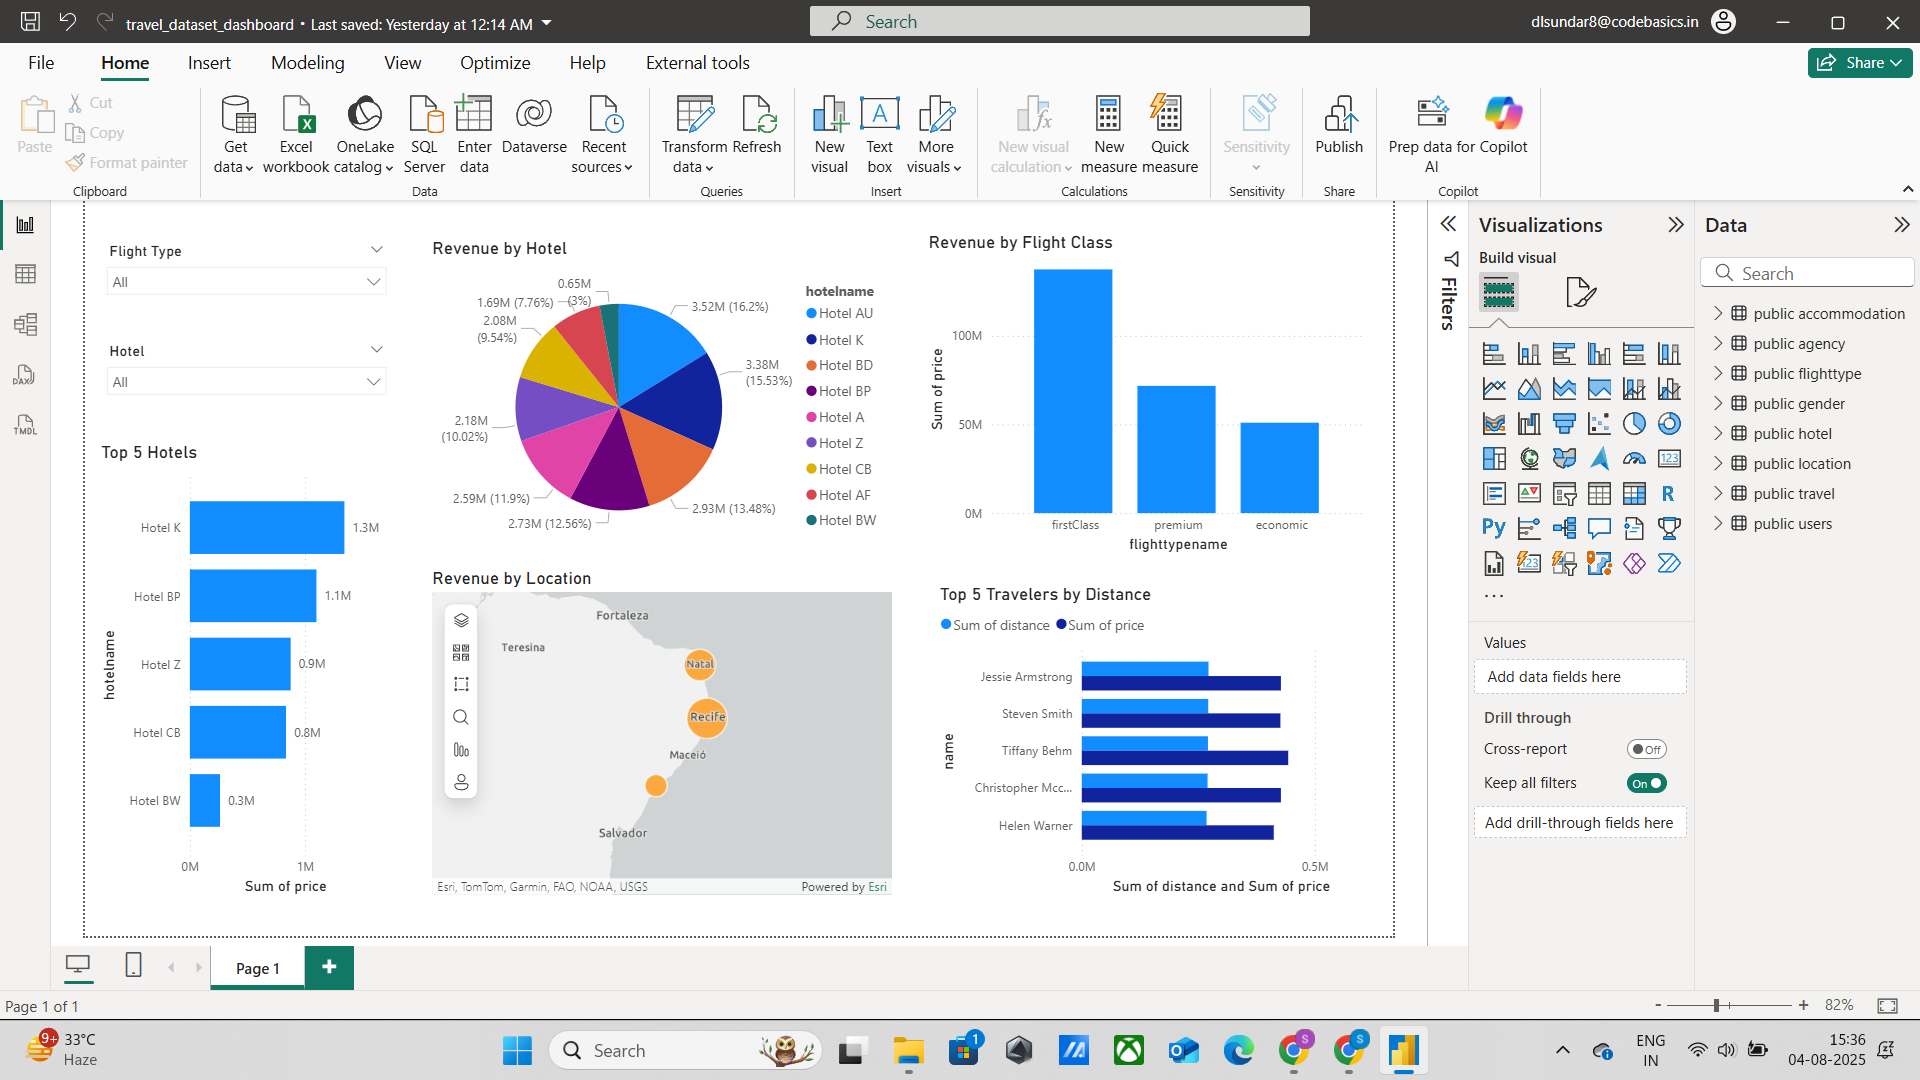 travel_dataset_dashboard • Last saved: Yesterday at 12:14 AM
Search
dlsundar8@codebasics.in
File
Home
Insert
Modeling
View
Optimize
Help
External tools
Share
Paste
Cut
Copy
Format painter
Clipboard
Get data
Excel workbook
OneLake catalog
SQL Server
Enter data
Dataverse
Recent sources
Data
Transform data
Refresh
Queries
New visual
Text box
More visuals
Insert
New visual calculation
New measure
Quick measure
Calculations
Sensitivity
Sensitivity
Publish
Share
Prep data for AI
Copilot
Copilot
DAX
TMDL
Flight Type
All
Hotel
All
Top 5 Hotels
hotelname
Hotel K
1.3M
Hotel BP
1.1M
Hotel Z
0.9M
Hotel CB
0.8M
Hotel BW
0.3M
0M
1M
Sum of price
Revenue by Hotel
0.65M
(3%)
1.69M (7.76%)
2.08M
(9.54%)
2.18M
(10.02%)
2.59M (11.9%)
2.73M (12.56%)
2.93M (13.48%)
3.38M
(15.53%)
3.52M (16.2%)
hotelname
Hotel AU
Hotel K
Hotel BD
Hotel BP
Hotel A
Hotel Z
Hotel CB
Hotel AF
Hotel BW
Revenue by Flight Class
Sum of price
100M
50M
0M
firstClass
premium
economic
flighttypename
Revenue by Location
Fortaleza
Teresina
Natal
Recife
Maceió
Salvador
Esri, TomTom, Garmin, FAO, NOAA, USGS
Powered by Esri
Top 5 Travelers by Distance
Sum of distance
Sum of price
name
Jessie Armstrong
Steven Smith
Tiffany Behm
Christopher Mcc...
Helen Warner
0.0M
0.5M
Sum of distance and Sum of price
Filters
Visualizations
Build visual
123
R
Py
123
...
Values
Add data fields here
Drill through
Cross-report
Off
Keep all filters
On
Add drill-through fields here
Data
Search
public accommodation
public agency
public flighttype
public gender
public hotel
public location
public travel
public users
Page 1
+
Page 1 of 1
- + 82%
9+
33°C
Haze
Search
1
S
S
ENG
IN
15:36
04-08-2025